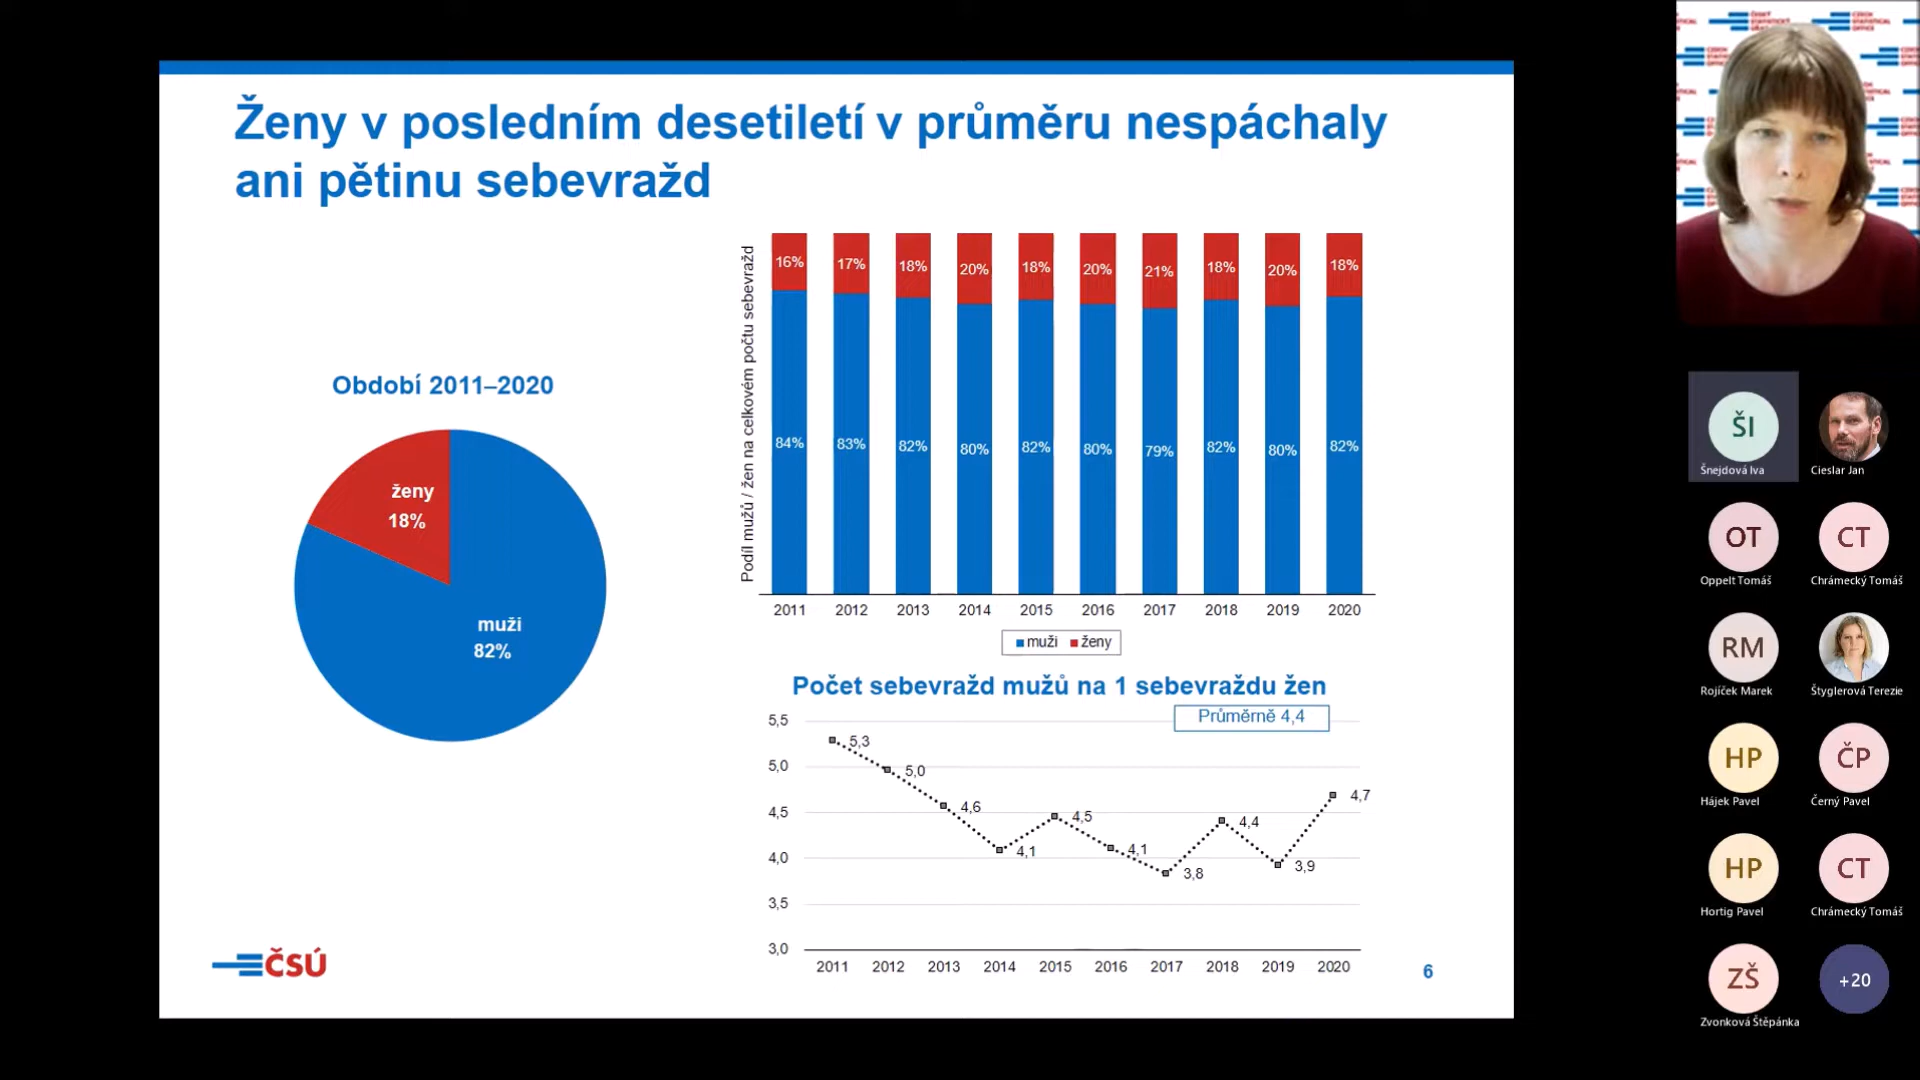 Ženy v posledním desetiletí v průměru nespáchaly
ani pětinu sebevražd
Období 2011–2020
ženy
18%
muži
82%
Podíl mužů / žen na celkovém počtu sebevražd
16% 17% 18% 20% 18% 20% 21% 18% 20% 18%
84% 83% 82% 80% 82% 80% 79% 82% 80% 82%
2011 2012 2013 2014 2015 2016 2017 2018 2019 2020
muži ženy
Počet sebevražd mužů na 1 sebevraždu žen
Průměrně 4,4
5,5
5,0
4,5
4,0
3,5
3,0
5,3 5,0 4,6 4,1 4,5 4,1 3,8 4,4 3,9 4,7
2011 2012 2013 2014 2015 2016 2017 2018 2019 2020
ČSÚ
6
ŠI
Šnejdová Iva
Cieslar Jan
OT
Oppelt Tomáš
CT
Chrámecký Tomáš
RM
Rojíček Marek
Štyglerová Terezie
HP
Hájek Pavel
ČP
Černý Pavel
HP
Hortig Pavel
CT
Chrámecký Tomáš
ZŠ
Zvonková Štěpánka
+20